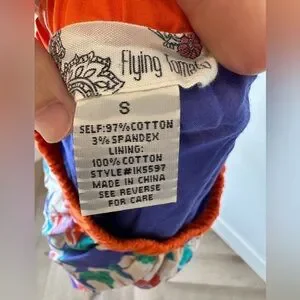 Flying Tomato
S
SELF:97%COTTON
3%SPANDEX
LINING:
100%COTTON
STYLE#IK5597
MADE IN CHINA
SEE REVERSE
FOR CARE